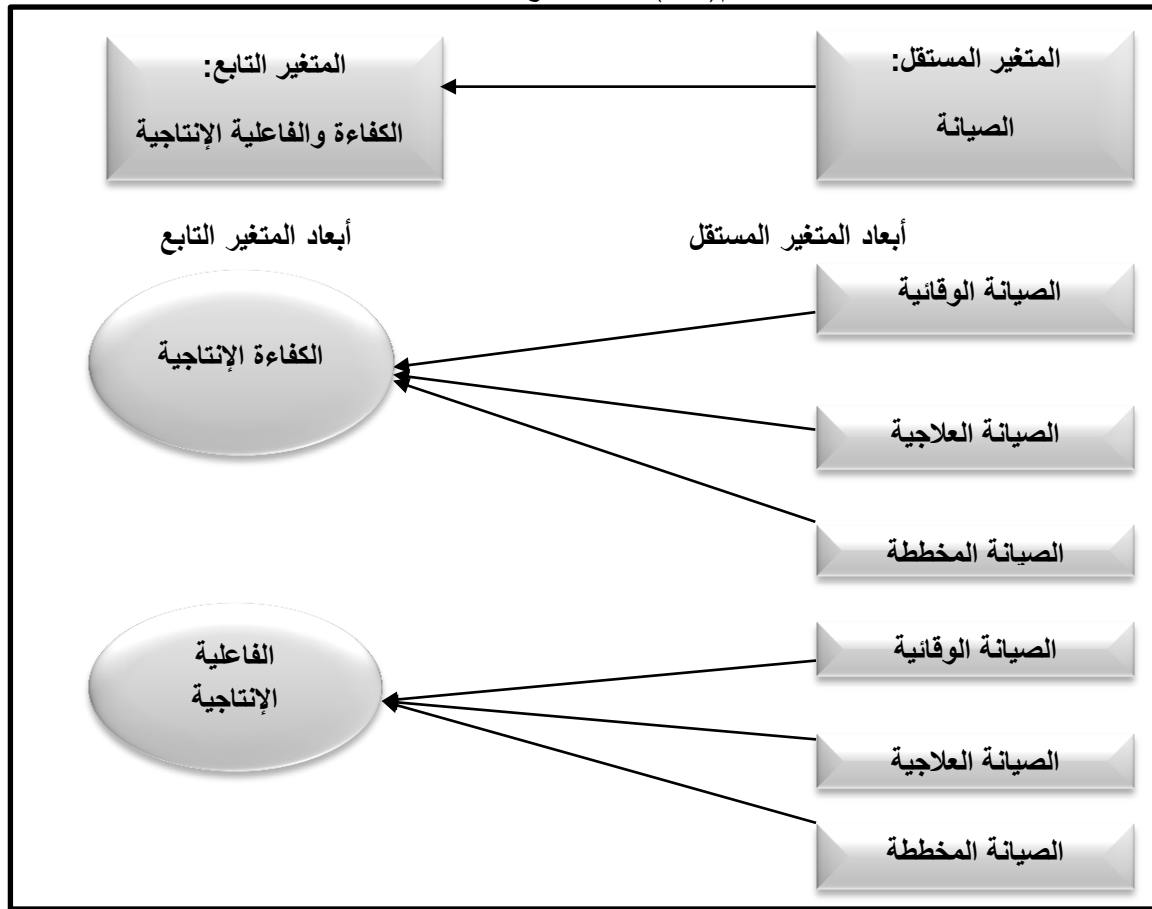 المتغير المستقل:
الصيانة
المتغير التابع:
الكفاءة والفاعلية الإنتاجية
أبعاد المتغير المستقل
أبعاد المتغير التابع
الصيانة الوقائية
الصيانة العلاجية
الصيانة المخططة
الكفاءة الإنتاجية
الصيانة الوقائية
الصيانة العلاجية
الصيانة المخططة
الفاعلية
الإنتاجية